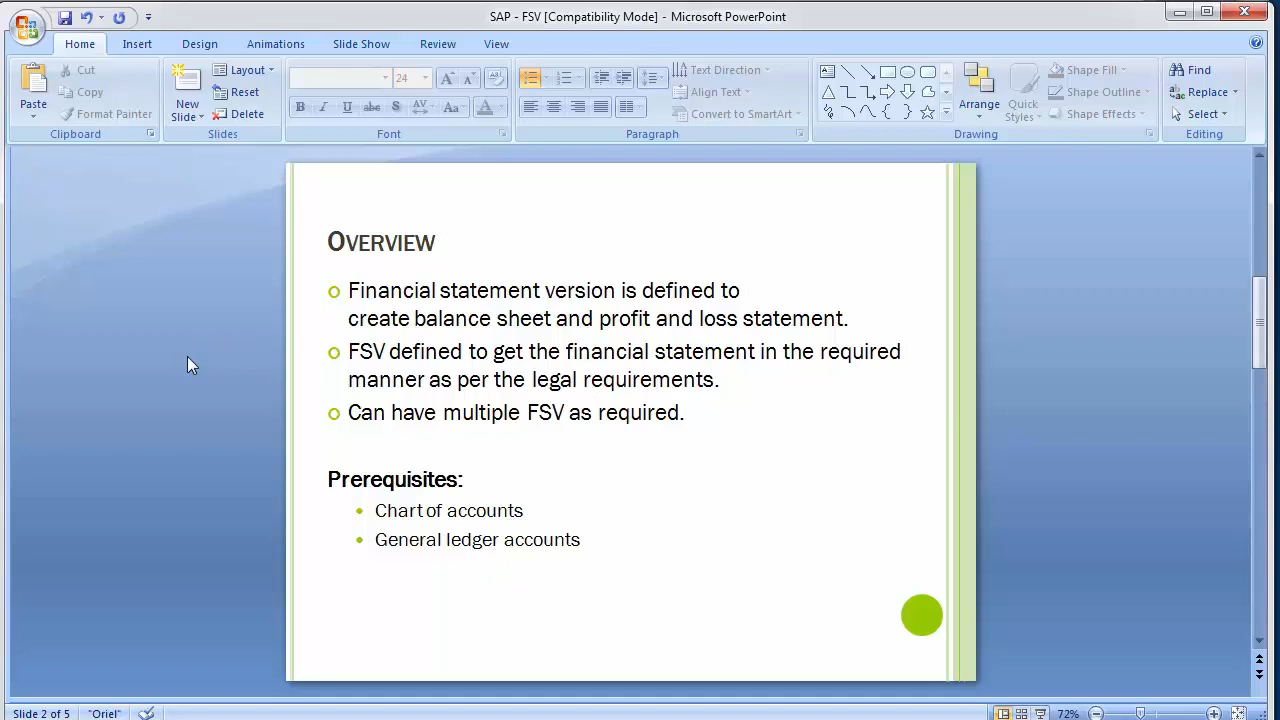 SAP - FSV [Compatibility Mode] - Microsoft PowerPoint
Home Insert Design Animations Slide Show Review View
Paste
Cut
Copy
Format Painter
Clipboard
New
Slide
Layout
Reset
Delete
Slides
24
B I U abc S AV Aa A
Font
Text Direction
Align Text
Convert to SmartArt
Paragraph
Arrange
Quick
Styles
Shape Fill
Shape Outline
Shape Effects
Drawing
Find
Replace
Select
Editing
OVERVIEW
Financial statement version is defined to
create balance sheet and profit and loss statement.
FSV defined to get the financial statement in the required
manner as per the legal requirements.
Can have multiple FSV as required.
Prerequisites:
Chart of accounts
General ledger accounts
Slide 2 of 5 "Oriel" 72%